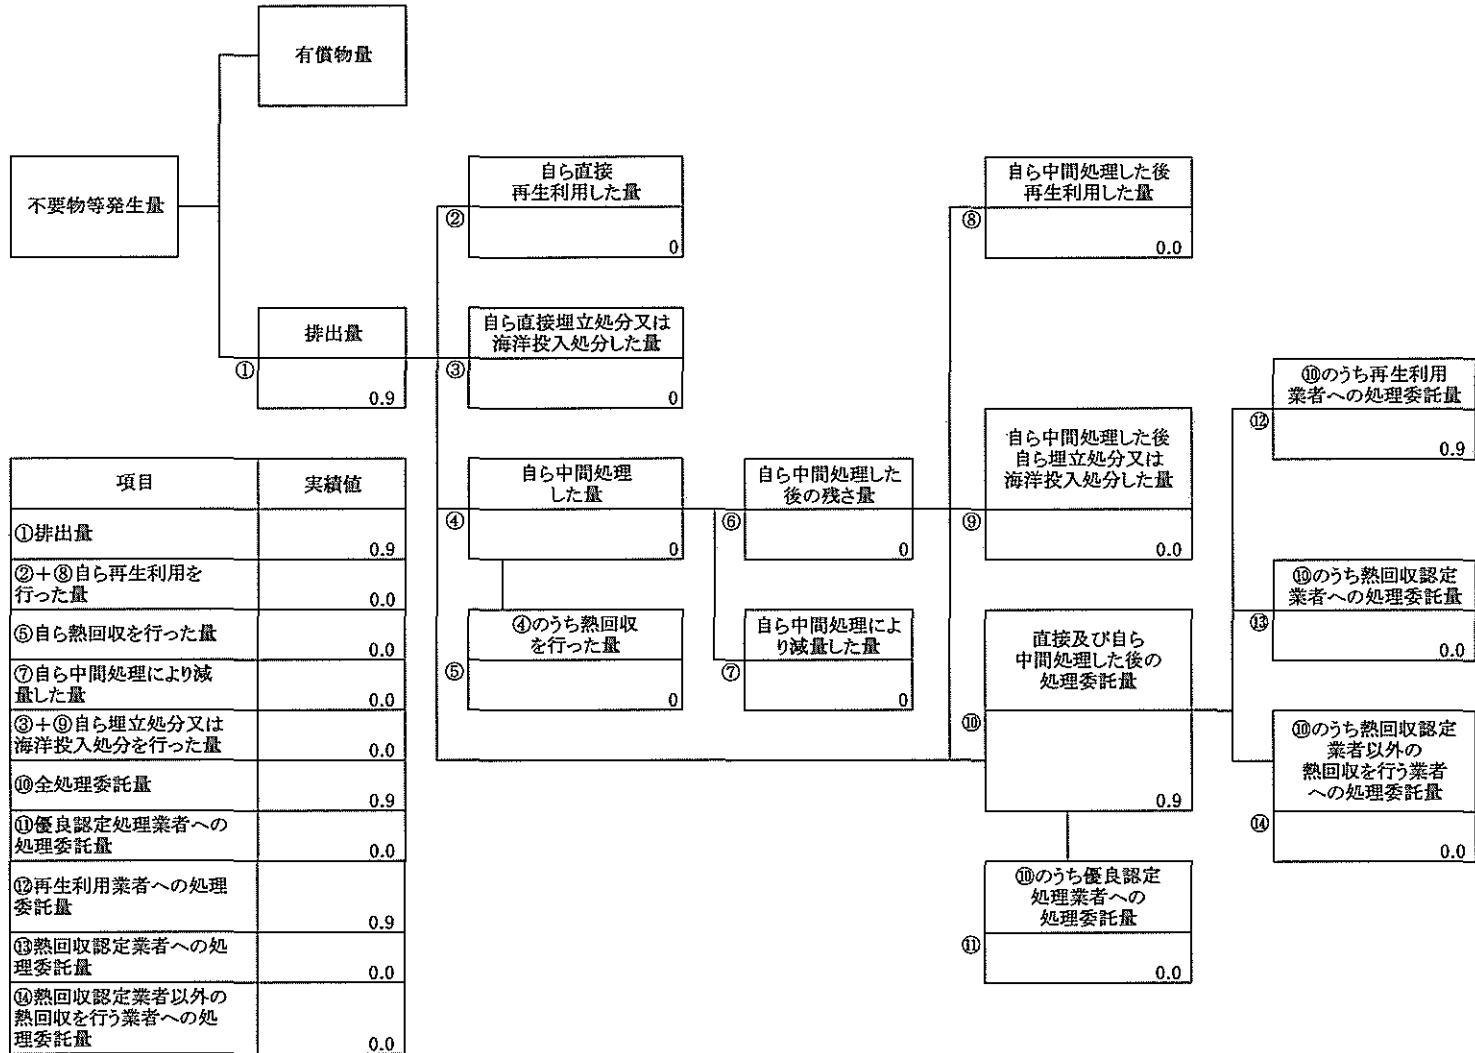 有償物量
不要物等発生量
排出量
①
0.9
自ら直接
再生利用した量
②
0
自ら直接埋立処分又は
海洋投入処分した量
③
0
自ら中間処理
した量
④
0
④のうち熱回収
を行った量
⑤
0
自ら中間処理した
後の残さ量
⑥
0
自ら中間処理によ
り減量した量
⑦
0
自ら中間処理した後
再生利用した量
⑧
0.0
自ら中間処理した後
自ら埋立処分又は
海洋投入処分した量
⑨
0.0
直接及び自ら
中間処理した後の
処理委託量
⑩
0.9
⑩のうち優良認定
処理業者への
処理委託量
⑪
0.0
⑩のうち再生利用
業者への処理委託量
⑫
0.9
⑩のうち熱回収認定
業者への処理委託量
⑬
0.0
⑩のうち熱回収認定
業者以外の
熱回収を行う業者
への処理委託量
⑭
0.0
項目 実績値
①排出量
0.9
②+⑧自ら再生利用を
行った量
0.0
⑤自ら熱回収を行った量
0.0
⑦自ら中間処理により減
量した量
0.0
③+⑨自ら埋立処分又は
海洋投入処分を行った量
0.0
⑩全処理委託量
0.9
⑪優良認定処理業者への
処理委託量
0.0
⑫再生利用業者への処理
委託量
0.9
⑬熱回収認定業者への処
理委託量
0.0
⑭熱回収認定業者以外の
熱回収を行う業者への処
理委託量
0.0